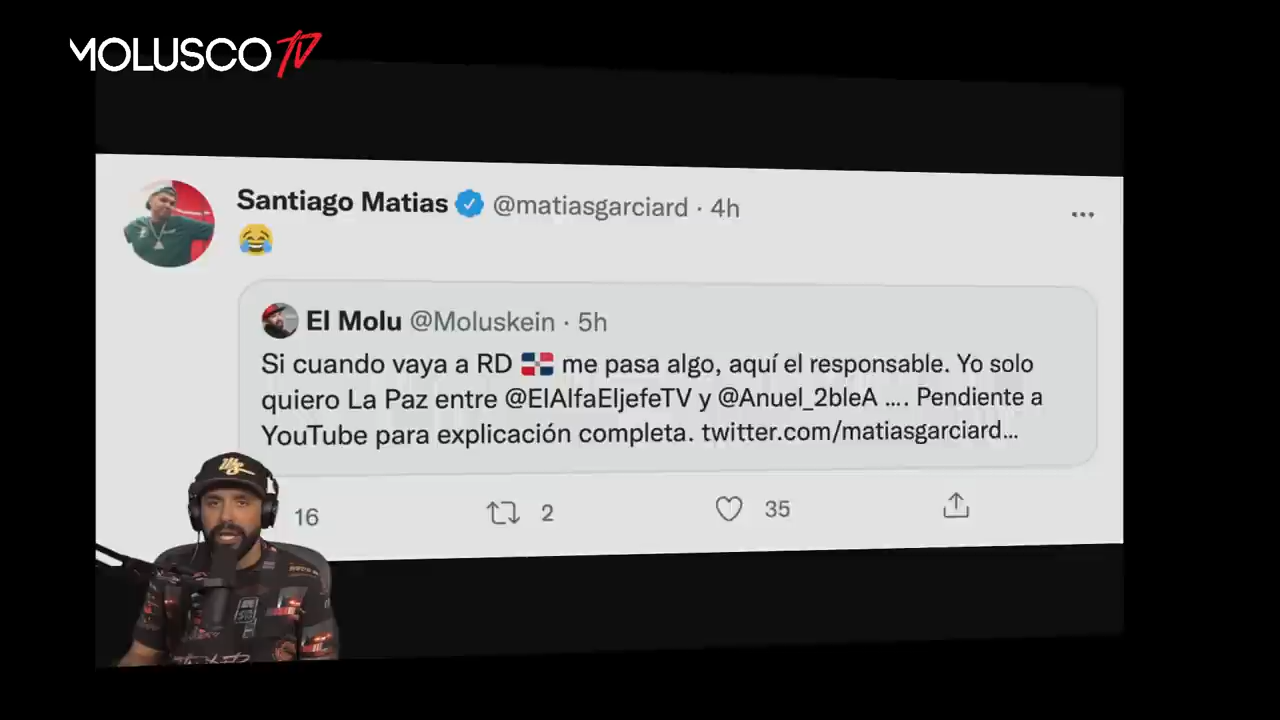 MOLUSCO TV
Santiago Matias @matiasgarciard · 4h
😂
El Molu @Moluskein · 5h
Si cuando vaya a RD 🇩🇴 me pasa algo, aquí el responsable. Yo solo
quiero La Paz entre @ElAlfaEljefeTV y @Anuel_2bleA .... Pendiente a
YouTube para explicación completa. twitter.com/matiasgarciard...
16 2 35